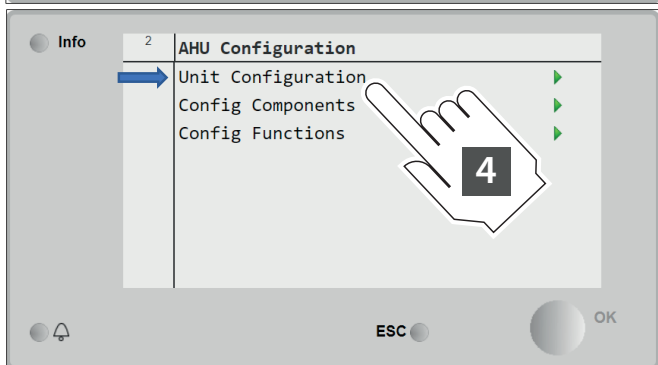 Info
2
AHU Configuration
Unit Configuration
Config Components
Config Functions
4
ESC
OK